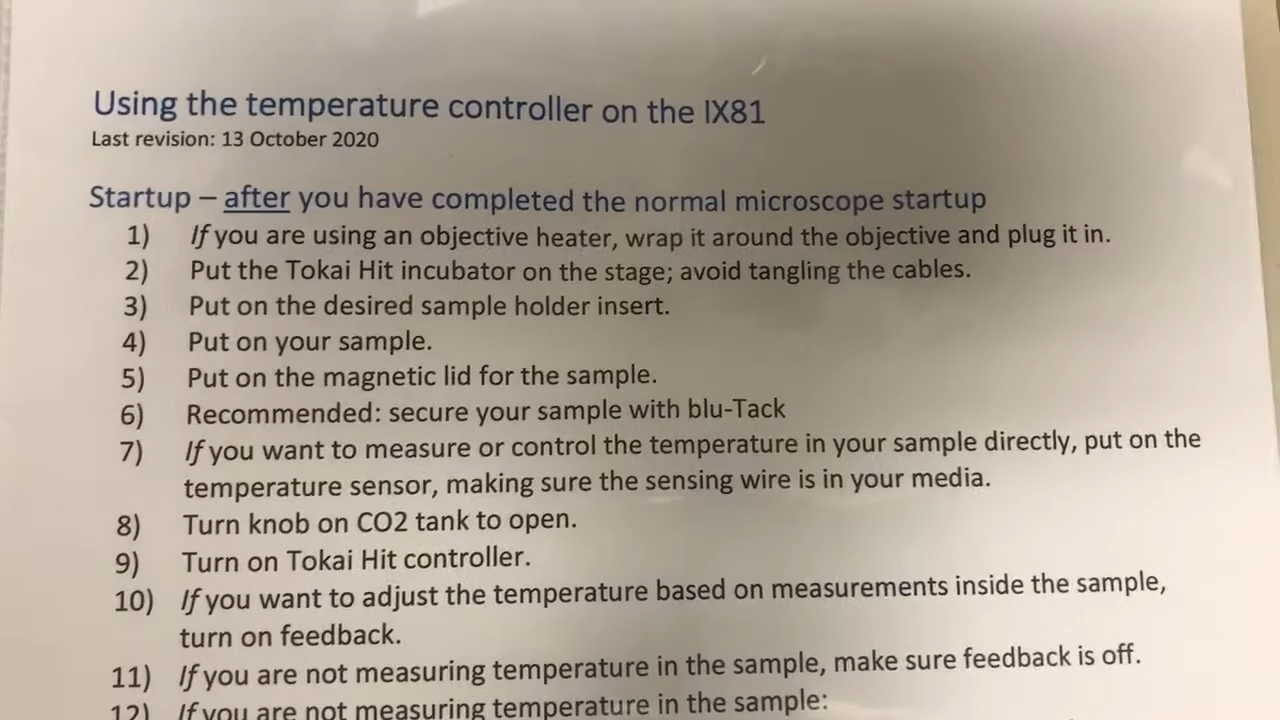 Using the temperature controller on the IX81
Last revision: 13 October 2020
Startup – after you have completed the normal microscope startup
1) If you are using an objective heater, wrap it around the objective and plug it in.
2) Put the Tokai Hit incubator on the stage; avoid tangling the cables.
3) Put on the desired sample holder insert.
4) Put on your sample.
5) Put on the magnetic lid for the sample.
6) Recommended: secure your sample with blu-Tack
7) If you want to measure or control the temperature in your sample directly, put on the
temperature sensor, making sure the sensing wire is in your media.
8) Turn knob on CO2 tank to open.
9) Turn on Tokai Hit controller.
10) If you want to adjust the temperature based on measurements inside the sample,
turn on feedback.
11) If you are not measuring temperature in the sample, make sure feedback is off.
12) If you are not measuring temperature in the sample: